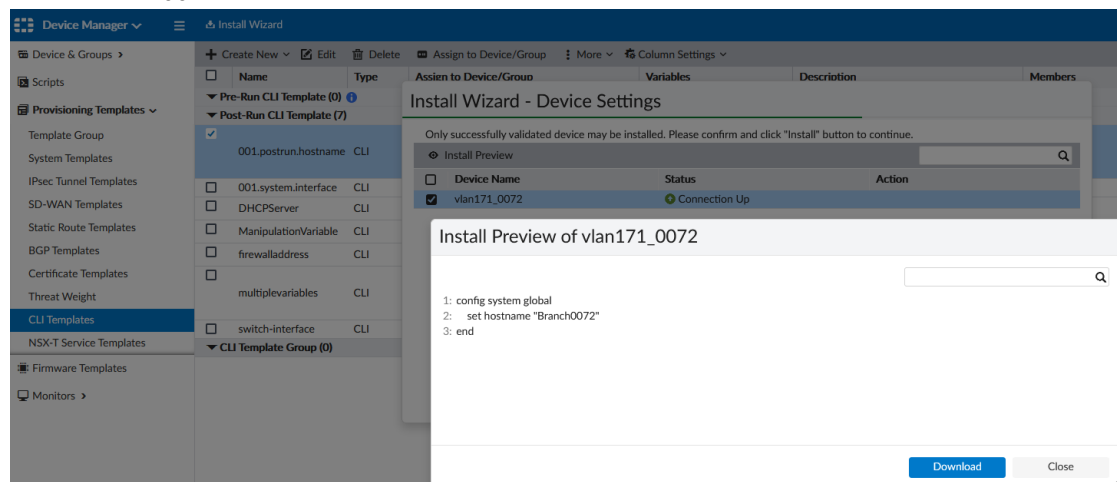 Device Manager
Install Wizard
Device & Groups
Scripts
Provisioning Templates
Template Group
System Templates
IPsec Tunnel Templates
SD-WAN Templates
Static Route Templates
BGP Templates
Certificate Templates
Threat Weight
CLI Templates
NSX-T Service Templates
Firmware Templates
Monitors
Create New Edit Delete Assign to Device/Group More Column Settings
Name Type Assign to Device/Group Variables Description Members
Pre-Run CLI Template (0)
Post-Run CLI Template (7)
001.postrun.hostname CLI
001.system.interface CLI
DHCPServer CLI
ManipulationVariable CLI
firewalladdress CLI
multiplevariables CLI
switch-interface CLI
CLI Template Group (0)
Install Wizard - Device Settings
Only successfully validated device may be installed. Please confirm and click "Install" button to continue.
Install Preview
Device Name Status Action
vlan171_0072 Connection Up
Install Preview of vlan171_0072
1: config system global
2: set hostname "Branch0072"
3: end
Download Close